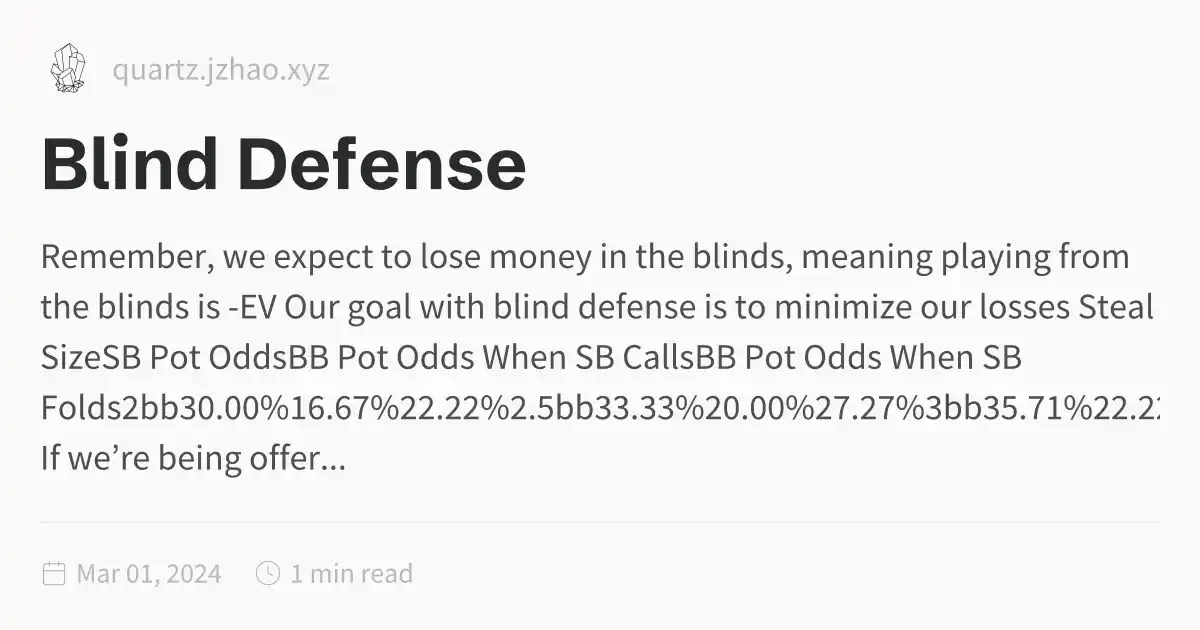 quartz.jzhao.xyz
Blind Defense
Remember, we expect to lose money in the blinds, meaning playing from
the blinds is -EV Our goal with blind defense is to minimize our losses Steal
SizeSB Pot OddsBB Pot Odds When SB CallsBB Pot Odds When SB
Folds2bb30.00%16.67%22.22%2.5bb33.33%20.00%27.27%3bb35.71%22.2
If we’re being offer...
Mar 01, 2024
1 min read